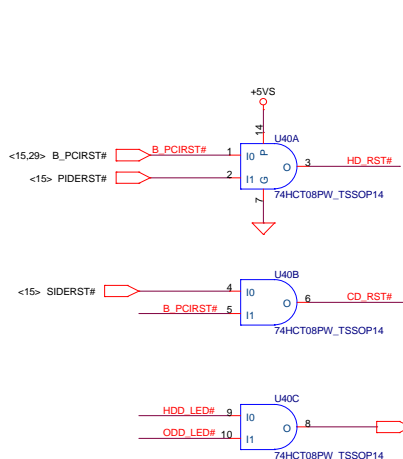 +5VS
14
U40A
<15,29> B_PCIRST# B_PCIRST# 1 I0 P
O 3 HD_RST#
<15> PIDERST# 2 I1 G
7 74HCT08PW_TSSOP14
U40B
<15> SIDERST# 4 I0
O 6 CD_RST#
B_PCIRST# 5 I1
74HCT08PW_TSSOP14
U40C
HDD_LED# 9 I0
O 8
ODD_LED# 10 I1
74HCT08PW_TSSOP14